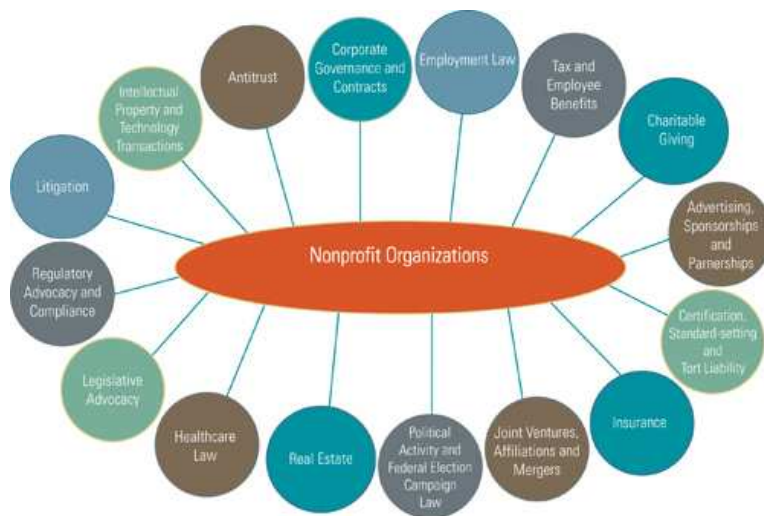 Corporate
Governance and
Contracts
Employment Law
Tax and
Employee
Benefits
Charitable
Giving
Advertising,
Sponsorships
and
Parnerships
Certification,
Standard-setting
and
Tort Liability
Insurance
Joint Ventures,
Affiliations and
Mergers
Political
Activity and
Federal Election
Campaign
Law
Real Estate
Healthcare
Law
Legislative
Advocacy
Regulatory
Advocacy and
Compliance
Litigation
Intellectual
Property and
Technology
Transactions
Antitrust
Nonprofit Organizations